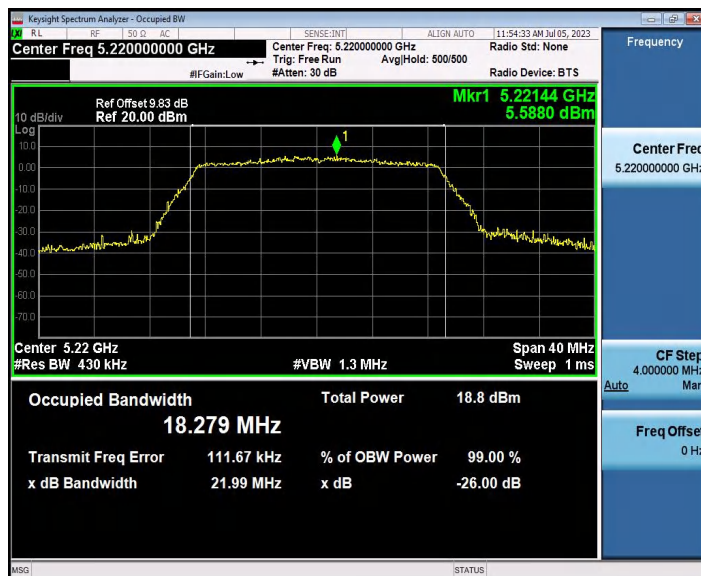 Keysight Spectrum Analyzer - Occupied BW
LXI RL RF 50 Ω AC SENSE:INT ALIGN AUTO 11:54:33 AM Jul 05, 2023
Center Freq 5.220000000 GHz
Center Freq: 5.220000000 GHz Radio Std: None
Trig: Free Run Avg|Hold: 500/500
#IFGain:Low #Atten: 30 dB Radio Device: BTS
Ref Offset 9.83 dB
10 dB/div Ref 20.00 dBm
Mkr1 5.22144 GHz
5.5880 dBm
Log
1
10.0
0.00
-10.0
-20.0
-30.0
-40.0
-50.0
-60.0
-70.0
Center 5.22 GHz Span 40 MHz
#Res BW 430 kHz #VBW 1.3 MHz Sweep 1 ms
Occupied Bandwidth Total Power 18.8 dBm
18.279 MHz
Transmit Freq Error 111.67 kHz % of OBW Power 99.00 %
x dB Bandwidth 21.99 MHz x dB -26.00 dB
MSG STATUS
Frequency
Center Freq
5.220000000 GHz
CF Step
4.000000 MHz
Auto Man
Freq Offset
0 Hz